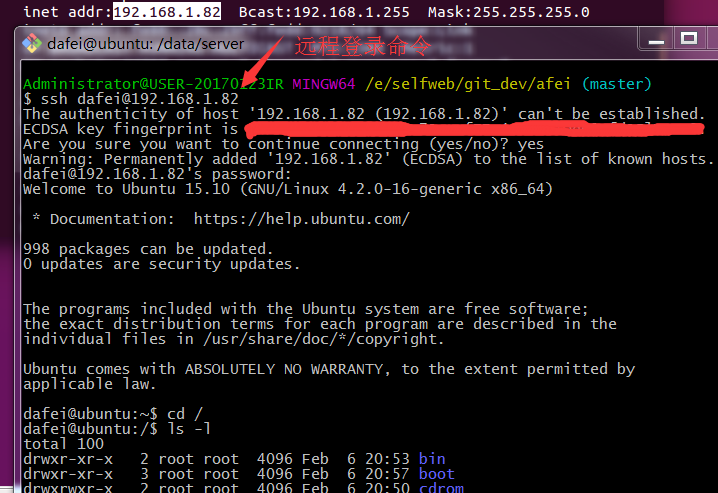 inet addr:192.168.1.82 Bcast:192.168.1.255 Mask:255.255.255.0
dafei@ubuntu: /data/server
远程登录命令
Administrator@USER-20170123IR MINGW64 /e/selfweb/git_dev/afei (master)
$ ssh dafei@192.168.1.82
The authenticity of host '192.168.1.82 (192.168.1.82)' can't be established.
ECDSA key fingerprint is
Are you sure you want to continue connecting (yes/no)? yes
Warning: Permanently added '192.168.1.82' (ECDSA) to the list of known hosts.
dafei@192.168.1.82's password:
Welcome to Ubuntu 15.10 (GNU/Linux 4.2.0-16-generic x86_64)
* Documentation: https://help.ubuntu.com/
998 packages can be updated.
0 updates are security updates.
The programs included with the Ubuntu system are free software;
the exact distribution terms for each program are described in the
individual files in /usr/share/doc/*/copyright.
Ubuntu comes with ABSOLUTELY NO WARRANTY, to the extent permitted by
applicable law.
dafei@ubuntu:~$ cd /
dafei@ubuntu:/$ ls -l
total 100
drwxr-xr-x 2 root root 4096 Feb 6 20:53 bin
drwxr-xr-x 3 root root 4096 Feb 6 20:57 boot
drwxrwxr-x 2 root root 4096 Feb 6 20:50 cdrom